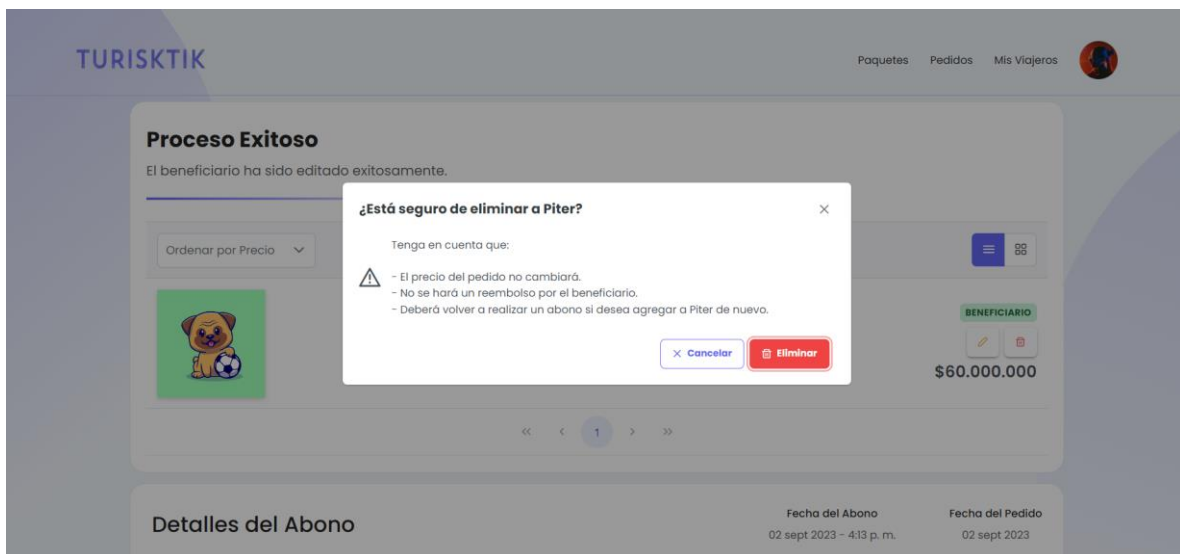 TURISKTIK
Paquetes Pedidos Mis Viajeros
Proceso Exitoso
El beneficiario ha sido editado exitosamente.
¿Está seguro de eliminar a Piter?
Tenga en cuenta que:
- El precio del pedido no cambiará.
- No se hará un reembolso por el beneficiario.
- Deberá volver a realizar un abono si desea agregar a Piter de nuevo.
Cancelar Eliminar
Ordenar por Precio
BENEFICIARIO
$60.000.000
« ‹ 1 › »
Detalles del Abono
Fecha del Abono Fecha del Pedido
02 sept 2023 - 4:13 p. m. 02 sept 2023